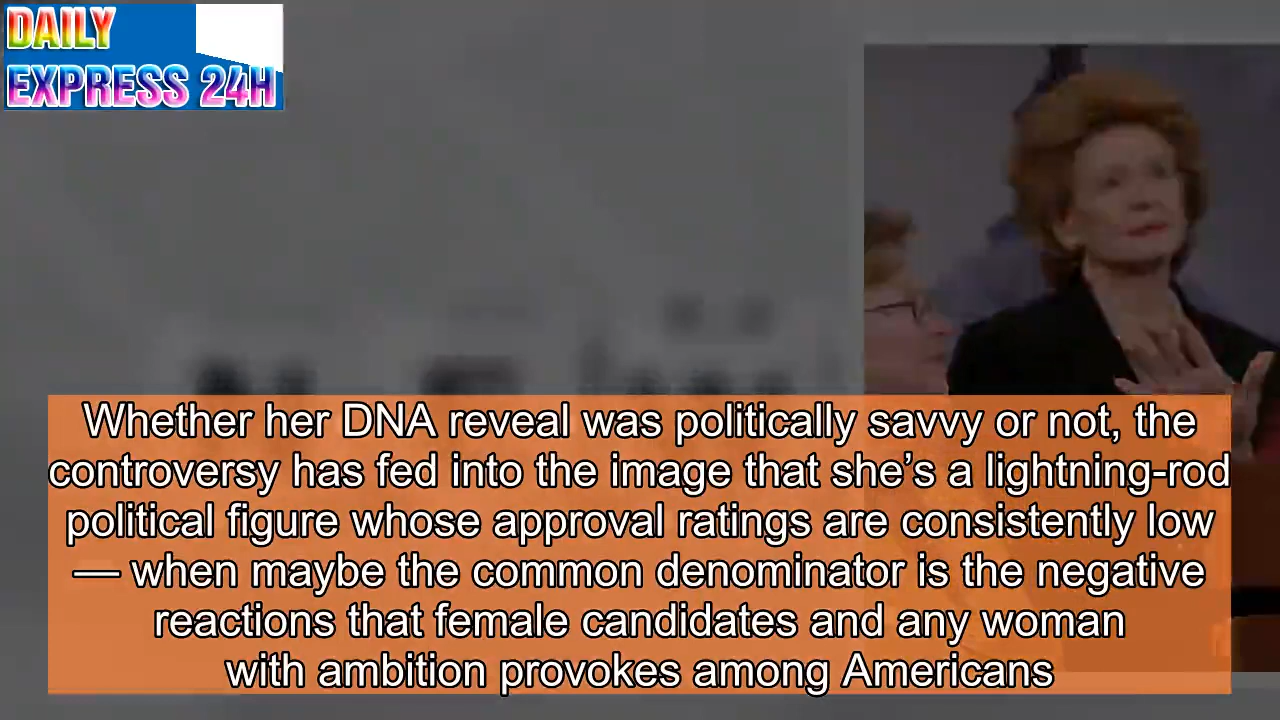 DAILY
EXPRESS 24H
Whether her DNA reveal was politically savvy or not, the
controversy has fed into the image that she’s a lightning-rod
political figure whose approval ratings are consistently low
— when maybe the common denominator is the negative
reactions that female candidates and any woman
with ambition provokes among Americans